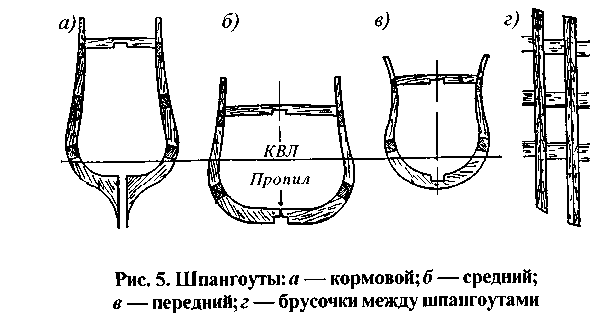 а)
б)
в)
г)
КВЛ
Пропил
Рис. 5. Шпангоуты: а — кормовой; б — средний;
в — передний; г — брусочки между шпангоутами